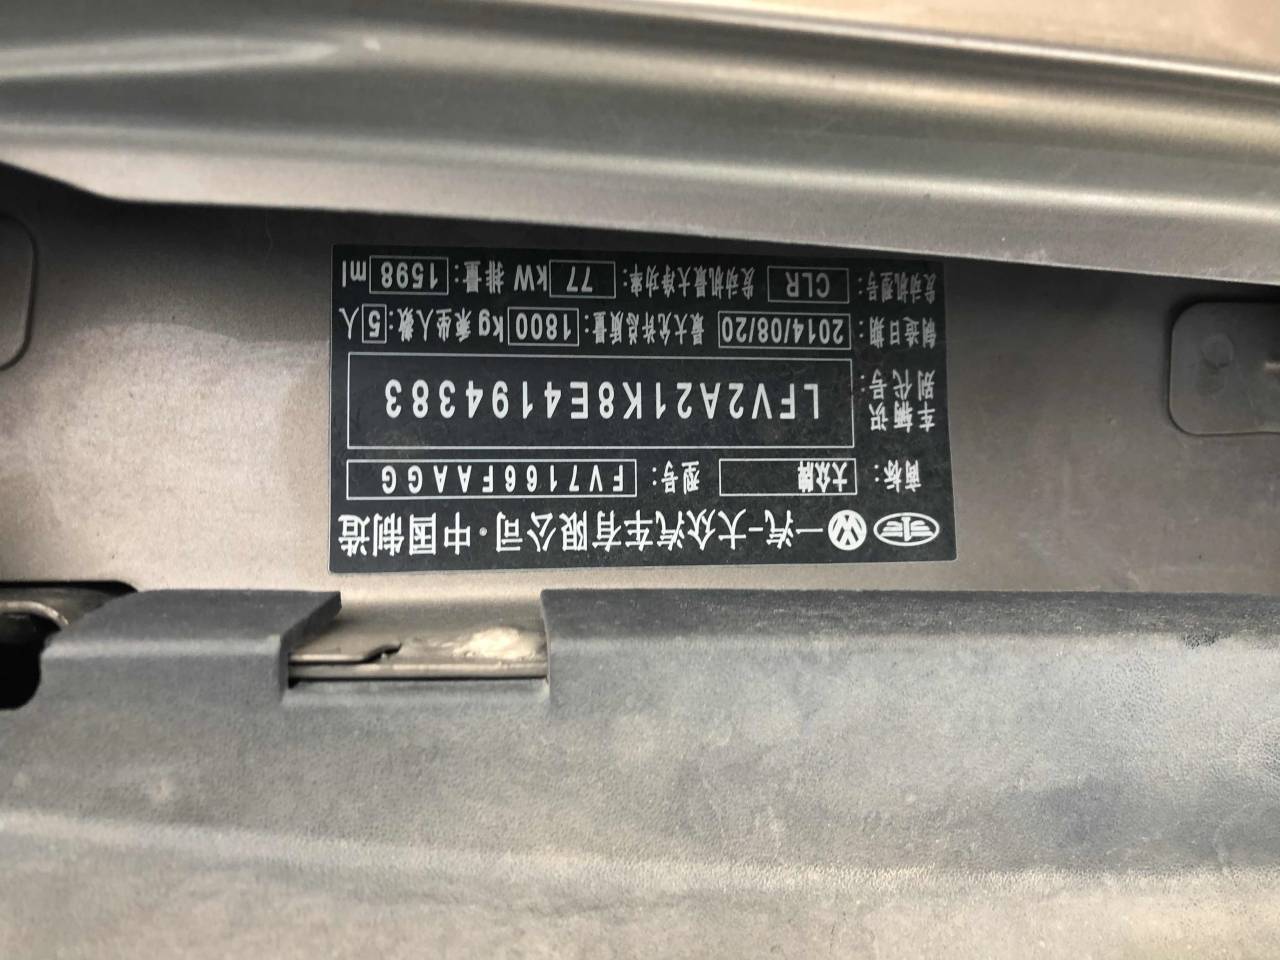 一汽-大众汽车有限公司·中国制造
商标: 大众牌 型号: FV7166FAAGG
车辆识别代号: LFV2A21K8E4194383
制造日期: 2014/08/20 最大允许总质量: 1800 kg 乘坐人数: 5 人
发动机型号: CLR 发动机最大净功率: 77 kW 排量: 1598 ml